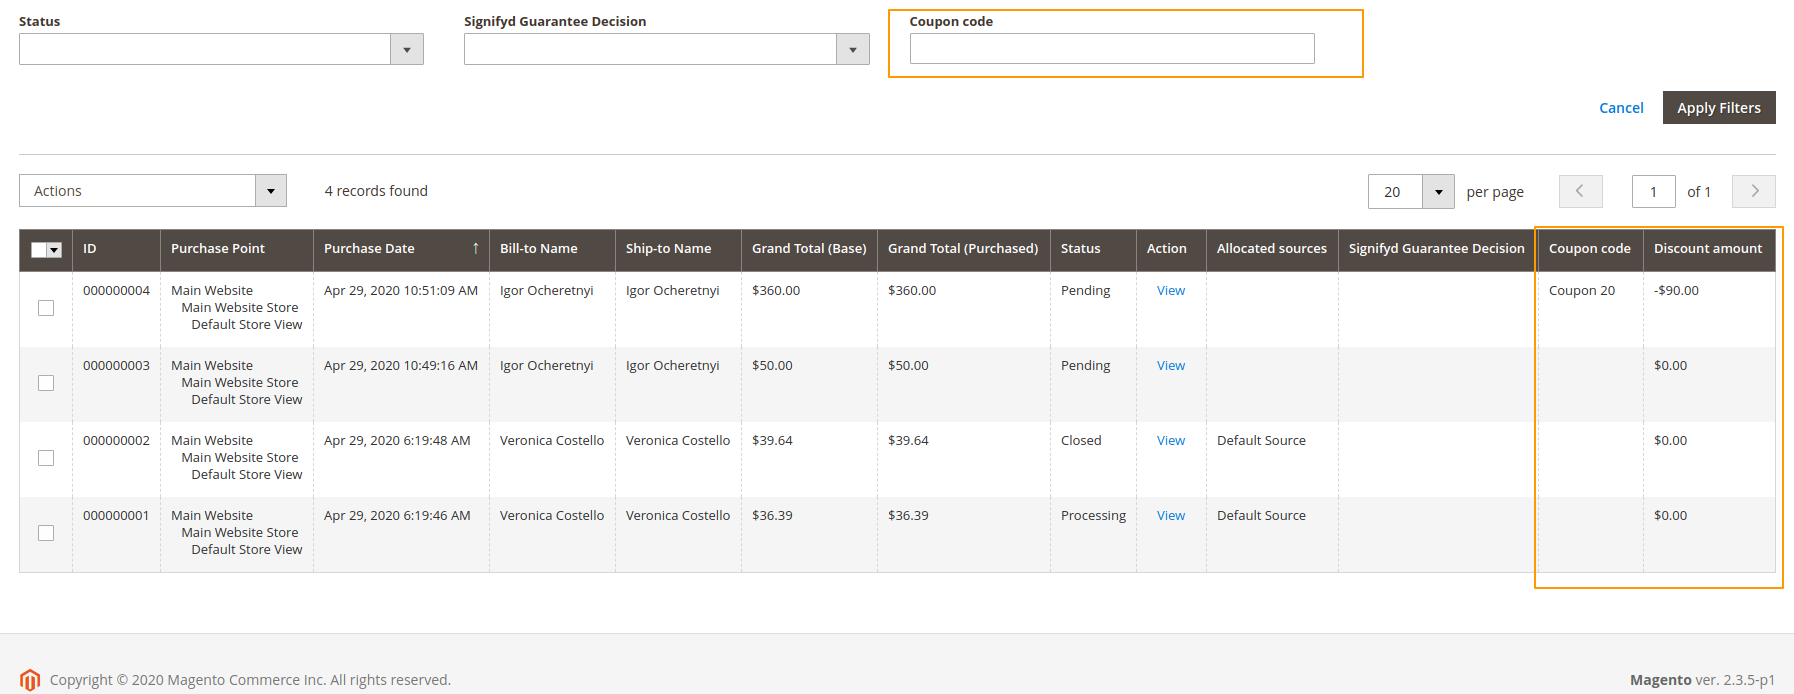 Status Signifyd Guarantee Decision Coupon code
Cancel Apply Filters
Actions 4 records found 20 per page 1 of 1
ID Purchase Point Purchase Date ↑ Bill-to Name Ship-to Name Grand Total (Base) Grand Total (Purchased) Status Action Allocated sources Signifyd Guarantee Decision Coupon code Discount amount
000000004 Main Website Apr 29, 2020 10:51:09 AM Igor Ocheretnyi Igor Ocheretnyi $360.00 $360.00 Pending View Coupon 20 -$90.00
Main Website Store
Default Store View
000000003 Main Website Apr 29, 2020 10:49:16 AM Igor Ocheretnyi Igor Ocheretnyi $50.00 $50.00 Pending View $0.00
Main Website Store
Default Store View
000000002 Main Website Apr 29, 2020 6:19:48 AM Veronica Costello Veronica Costello $39.64 $39.64 Closed View Default Source $0.00
Main Website Store
Default Store View
000000001 Main Website Apr 29, 2020 6:19:46 AM Veronica Costello Veronica Costello $36.39 $36.39 Processing View Default Source $0.00
Main Website Store
Default Store View
Copyright © 2020 Magento Commerce Inc. All rights reserved. Magento ver. 2.3.5-p1